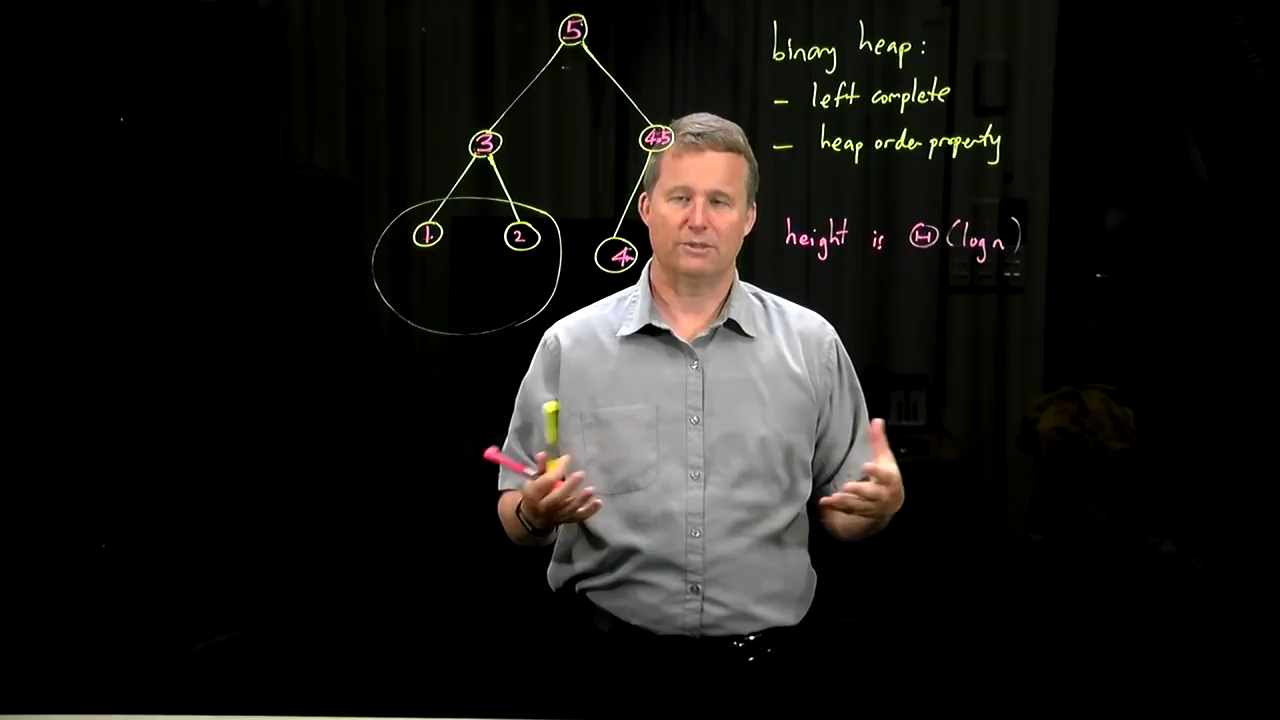 5
binary heap:
- left complete
3
4.5
- heap order property
1
2
4
height is Θ(log n)